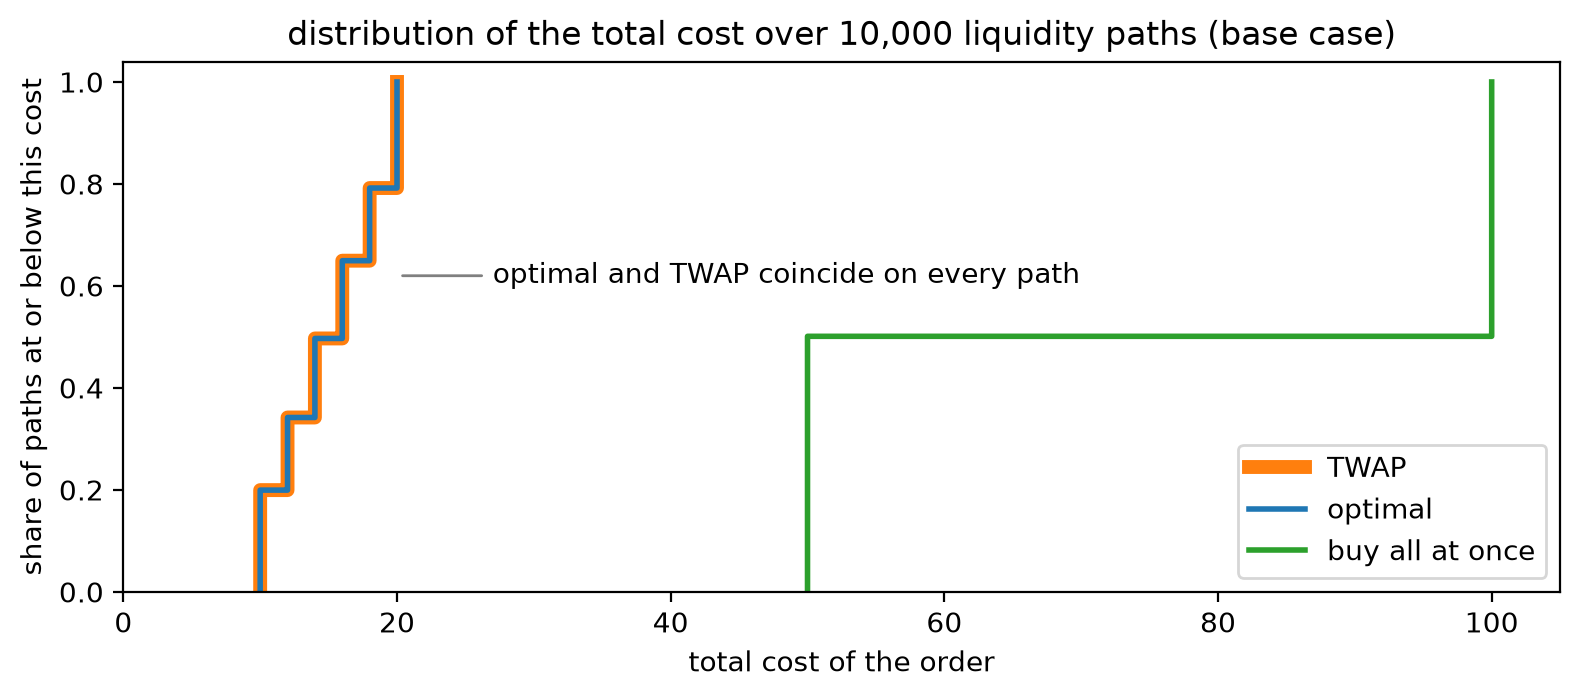 distribution of the total cost over 10,000 liquidity paths (base case)
share of paths at or below this cost
1.0
0.8
0.6
0.4
0.2
0.0
optimal and TWAP coincide on every path
TWAP
optimal
buy all at once
0 20 40 60 80 100
total cost of the order